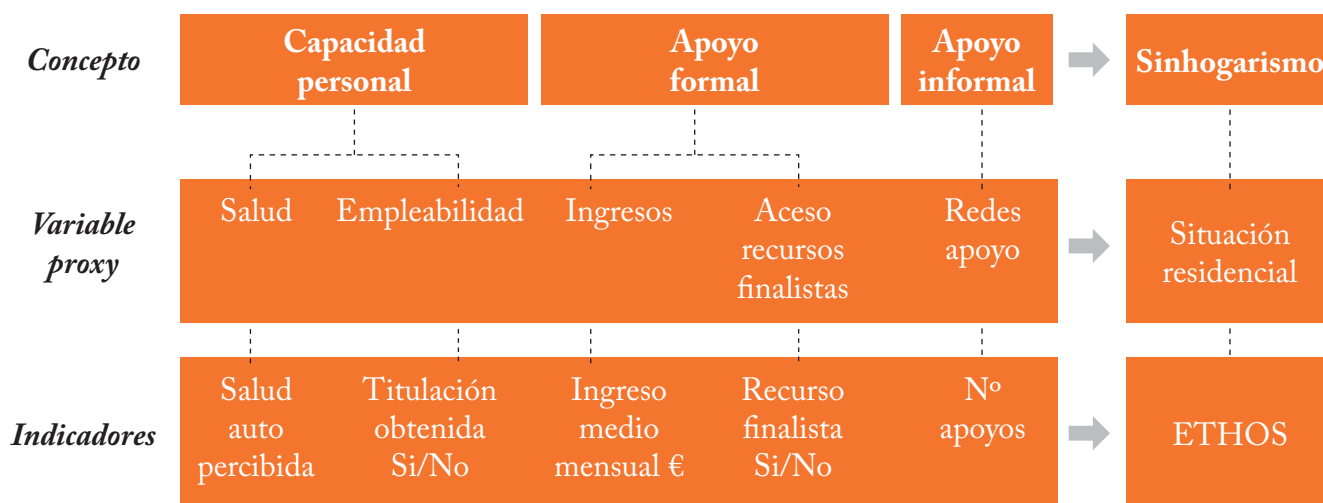 Concepto
Capacidad
personal
Apoyo
formal
Apoyo
informal
Sinhogarismo
Variable
proxy
Salud
Empleabilidad
Ingresos
Aceso
recursos
finalistas
Redes
apoyo
Situación
residencial
Indicadores
Salud
auto
percibida
Titulación
obtenida
Si/No
Ingreso
medio
mensual €
Recurso
finalista
Si/No
Nº
apoyos
ETHOS